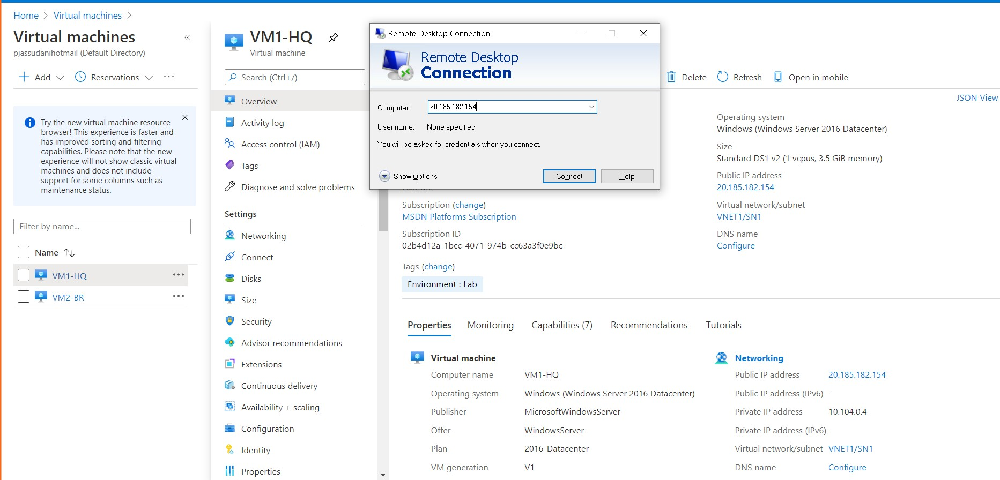 Home > Virtual machines >
Virtual machines
«
pjassudanihotmail (Default Directory)
Add
Reservations
...
Try the new virtual machine resource
browser! This experience is faster and
has improved sorting and filtering
capabilities. Please note that the new
experience will not show classic virtual
machines and does not include
support for some columns such as
maintenance status.
Filter by name...
Name
VM1-HQ
...
VM2-BR
...
VM1-HQ
Virtual machine
Search (Ctrl+/)
Overview
Activity log
Access control (IAM)
Tags
Diagnose and solve problems
Settings
Networking
Connect
Disks
Size
Security
Advisor recommendations
Extensions
Continuous delivery
Availability + scaling
Configuration
Identity
Properties
Remote Desktop Connection
Remote Desktop
Connection
Computer:
20.185.182.154
User name:
None specified
You will be asked for credentials when you connect.
Show Options
Connect
Help
Delete
Refresh
Open in mobile
JSON View
Subscription (change)
MSDN Platforms Subscription
Subscription ID
02b4d12a-1bcc-4071-974b-cc63a3f0e9bc
Tags (change)
Environment : Lab
Operating system
Windows (Windows Server 2016 Datacenter)
Size
Standard DS1 v2 (1 vcpus, 3.5 GiB memory)
Public IP address
20.185.182.154
Virtual network/subnet
VNET1/SN1
DNS name
Configure
Properties
Monitoring
Capabilities (7)
Recommendations
Tutorials
Virtual machine
Computer name VM1-HQ
Operating system Windows (Windows Server 2016 Datacenter)
Publisher MicrosoftWindowsServer
Offer WindowsServer
Plan 2016-Datacenter
VM generation V1
Networking
Public IP address 20.185.182.154
Public IP address (IPv6) -
Private IP address 10.104.0.4
Private IP address (IPv6) -
Virtual network/subnet VNET1/SN1
DNS name Configure